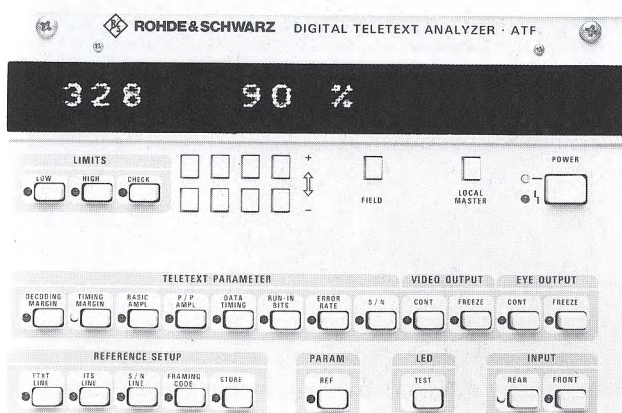 R&S ROHDE&SCHWARZ DIGITAL TELETEXT ANALYZER · ATF
328 90 %
LIMITS
LOW HIGH CHECK
+
-
FIELD
LOCAL
MASTER
POWER
TELETEXT PARAMETER VIDEO OUTPUT EYE OUTPUT
DECODING
MARGIN
TIMING
MARGIN
BASIC
AMPL
P/P
AMPL
DATA
TIMING
RUN-IN
BITS
ERROR
RATE
S/N
CONT FREEZE CONT FREEZE
REFERENCE SETUP PARAM LED INPUT
TTXT
LINE
ITS
LINE
S/N
LINE
FRAMING
CODE
STORE
REF
TEST
REAR FRONT